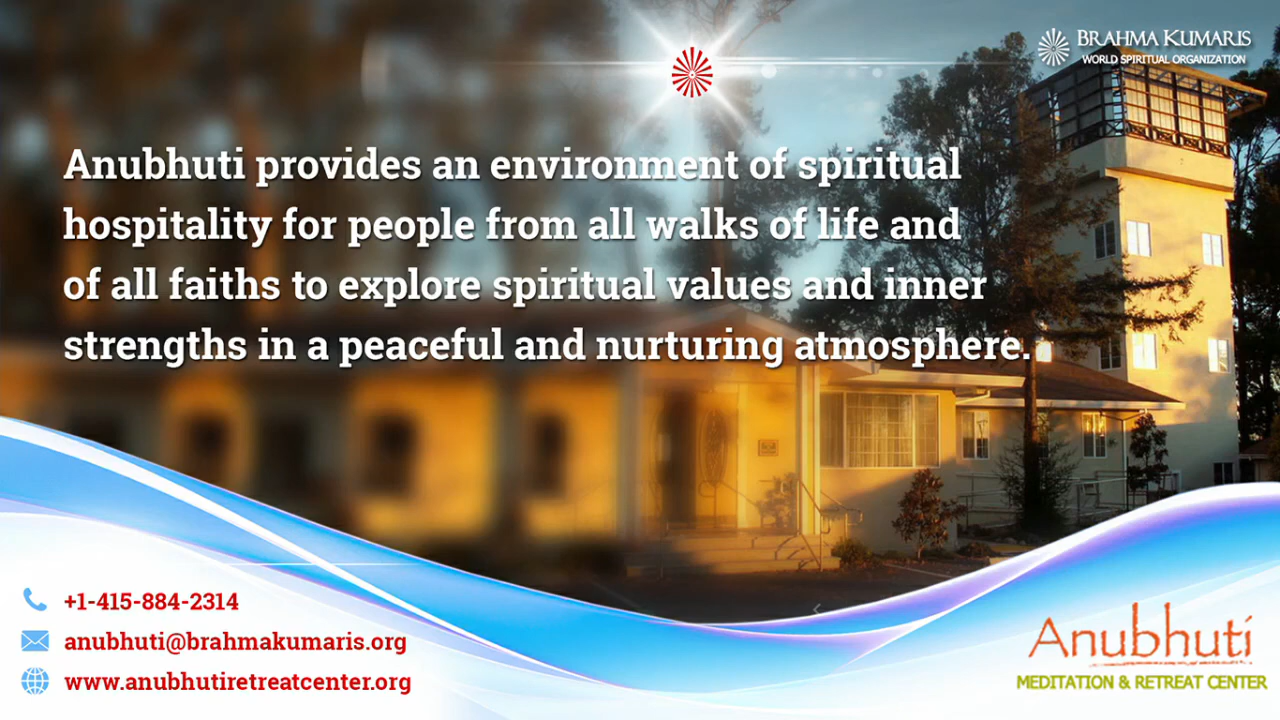 BRAHMA KUMARIS
WORLD SPIRITUAL ORGANIZATION
Anubhuti provides an environment of spiritual
hospitality for people from all walks of life and
of all faiths to explore spiritual values and inner
strengths in a peaceful and nurturing atmosphere.
+1-415-884-2314
anubhuti@brahmakumaris.org
www.anubhutiretreatcenter.org
Anubhuti
MEDITATION & RETREAT CENTER